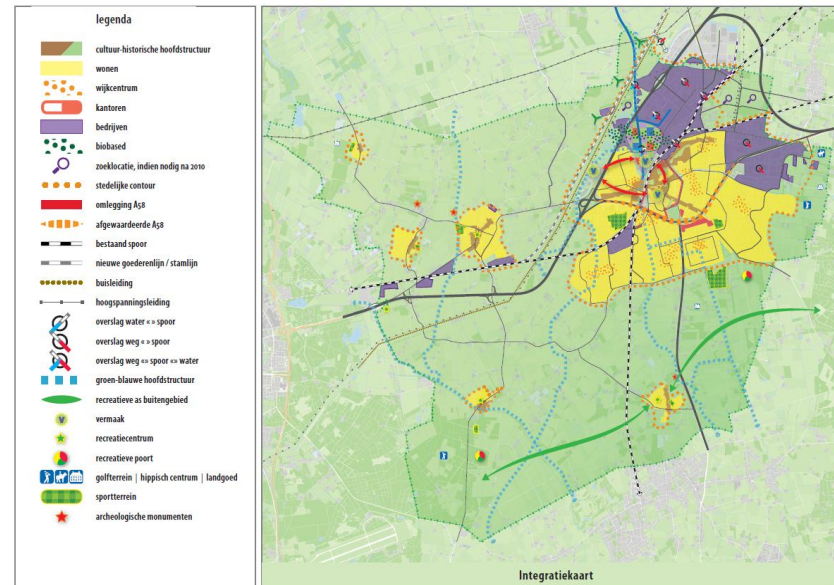 legenda
cultuur-historische hoofdstructuur
wonen
wijkcentrum
kantoren
bedrijven
biobased
zoeklocatie, indien nodig na 2010
stedelijke contour
omlegging A58
afgewaardeerde A58
bestaand spoor
nieuwe goederenlijn / stamlijn
buisleiding
hoogspanningsleiding
overslag water « » spoor
overslag weg « » spoor
overslag weg «» spoor «» water
groen-blauwe hoofdstructuur
recreatieve as buitengebied
vermaak
recreatiecentrum
recreatieve poort
golfterrein | hippisch centrum | landgoed
sportterrein
archeologische monumenten
Integratiekaart